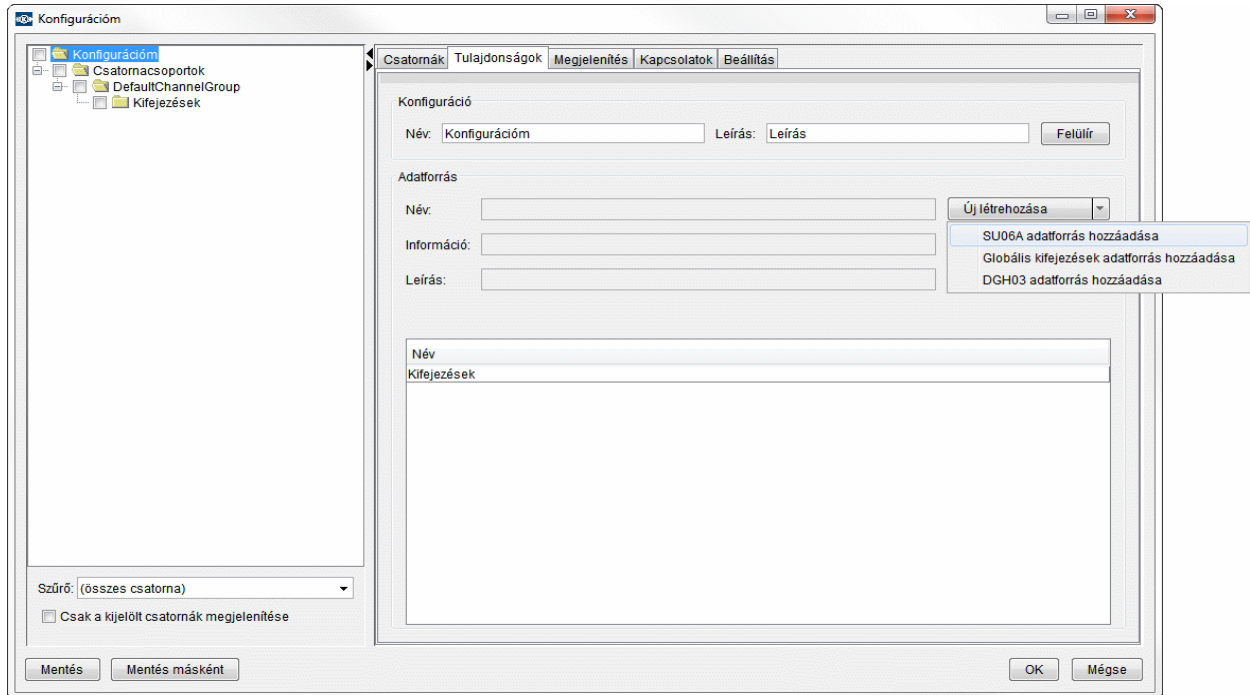 Konfigurációm
Konfigurációm
Csatornacsoportok
DefaultChannelGroup
Kifejezések
Szűrő: (összes csatorna)
Csak a kijelölt csatornák megjelenítése
Csatornák Tulajdonságok Megjelenítés Kapcsolatok Beállítás
Konfiguráció
Név: Konfigurációm Leírás: Leírás Felülír
Adatforrás
Név: Új létrehozása
SU06A adatforrás hozzáadása
Információ:
Globális kifejezések adatforrás hozzáadása
Leírás:
DGH03 adatforrás hozzáadása
Név
Kifejezések
Mentés Mentés másként OK Mégse